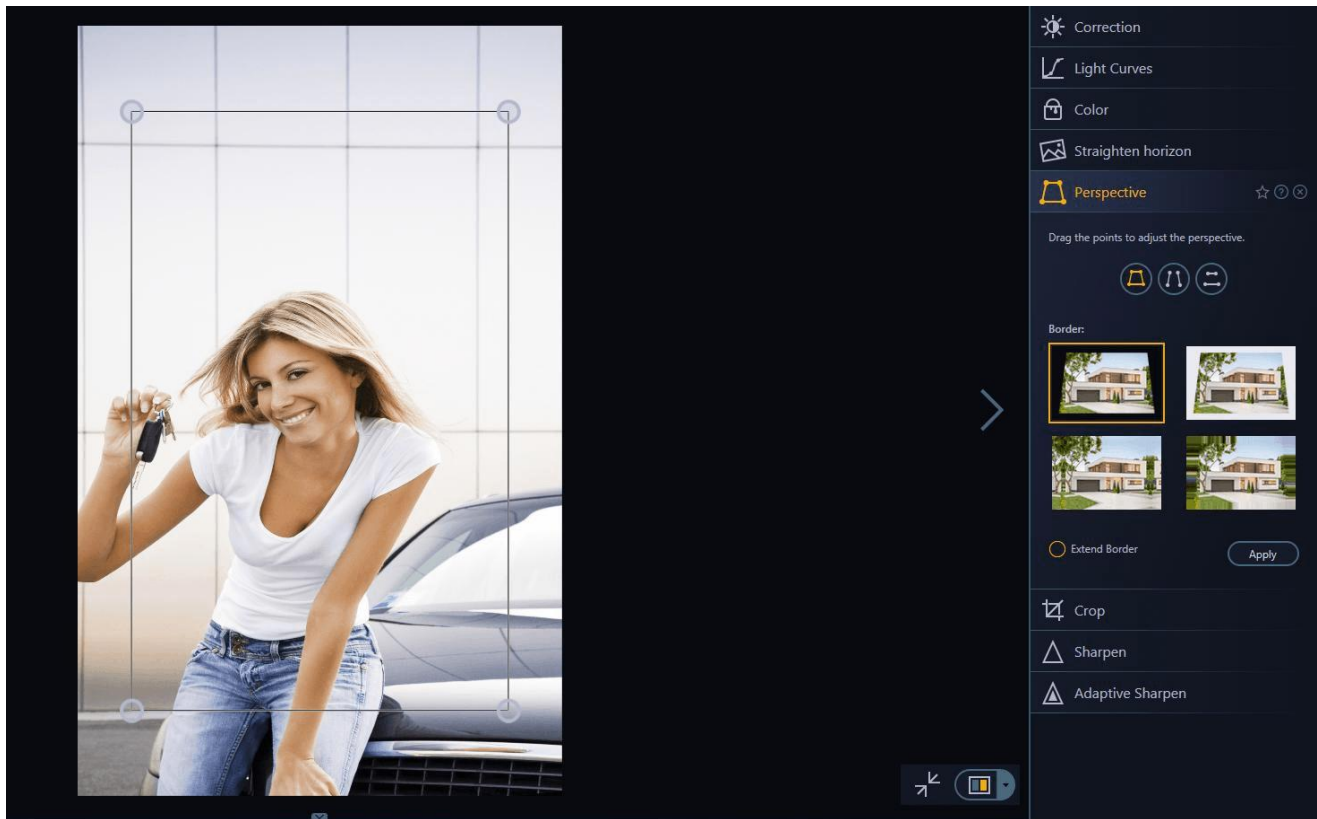 Correction
Light Curves
Color
Straighten horizon
Perspective
Drag the points to adjust the perspective.
Border:
Extend Border
Apply
Crop
Sharpen
Adaptive Sharpen